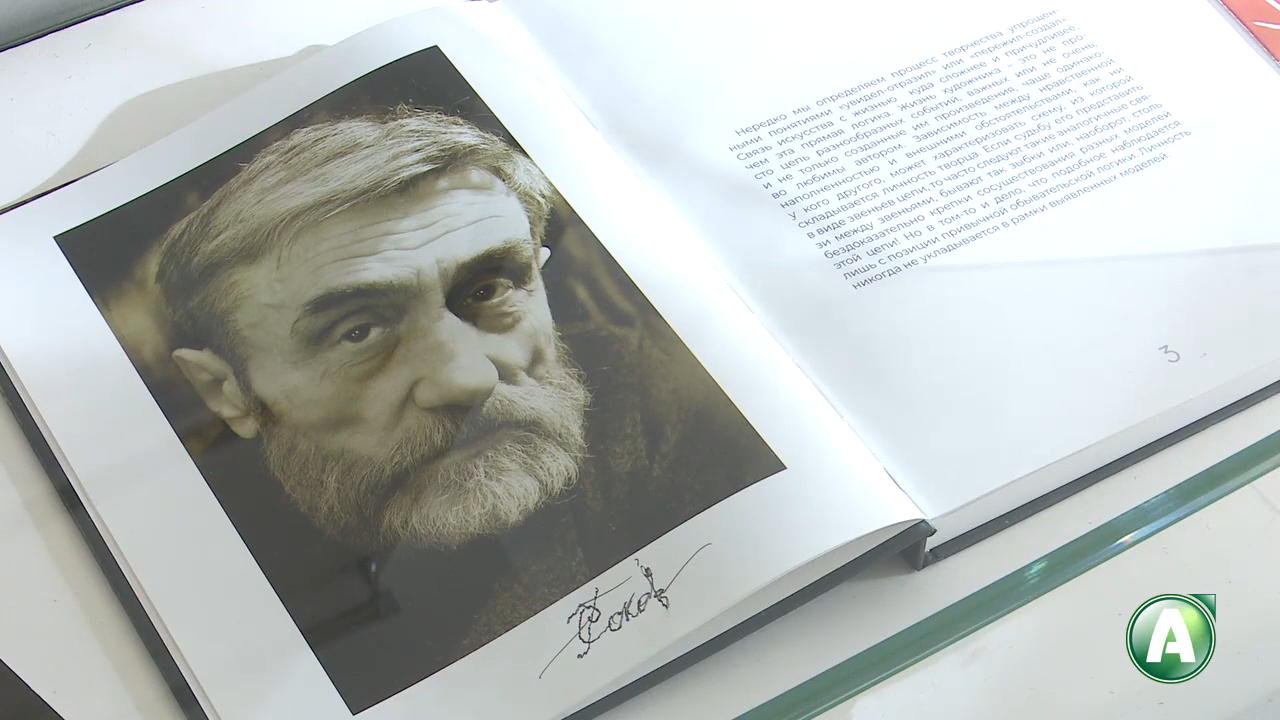 Нередко мы определяем процесс творчества упрощен-
ными понятиями «увидел-отразил» или «пережил-создал».
Связь искусства с жизнью куда сложнее и причудливее,
чем эта прямая логика. Жизнь художника – это не про-
сто цепь разнообразных событий, важных или не очень,
и не только созданные им произведения, чаще одинако-
во любимы автором. Зависимость между нравственной
наполненностью и внешними обстоятельствами, как ни
у кого другого, может характеризовать схему, из которой
складывается личность творца. Если судьбу его представить
в виде звеньев цепи, то часто следуют такие аналогичные свя-
зи между звеньями, бывают так зыбки или, наоборот, столь
бездоказательно крепки сосуществования разных моделей
этой цепи. Но в том-то и дело, что подобное наблюдается
лишь с позиции привычной обывательской логики. Личность
никогда не укладывается в рамки выявленных моделей.
3
А